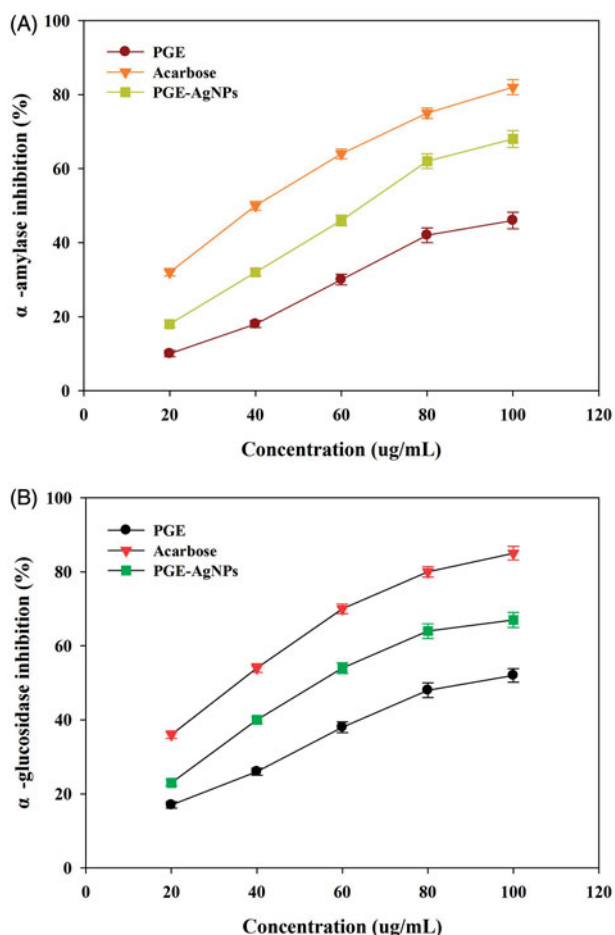 (A)
100
80
60
40
20
0
α -amylase inhibition (%)
PGE
Acarbose
PGE-AgNPs
0 20 40 60 80 100 120
Concentration (ug/mL)
(B)
100
80
60
40
20
0
α -glucosidase inhibition (%)
PGE
Acarbose
PGE-AgNPs
0 20 40 60 80 100 120
Concentration (ug/mL)